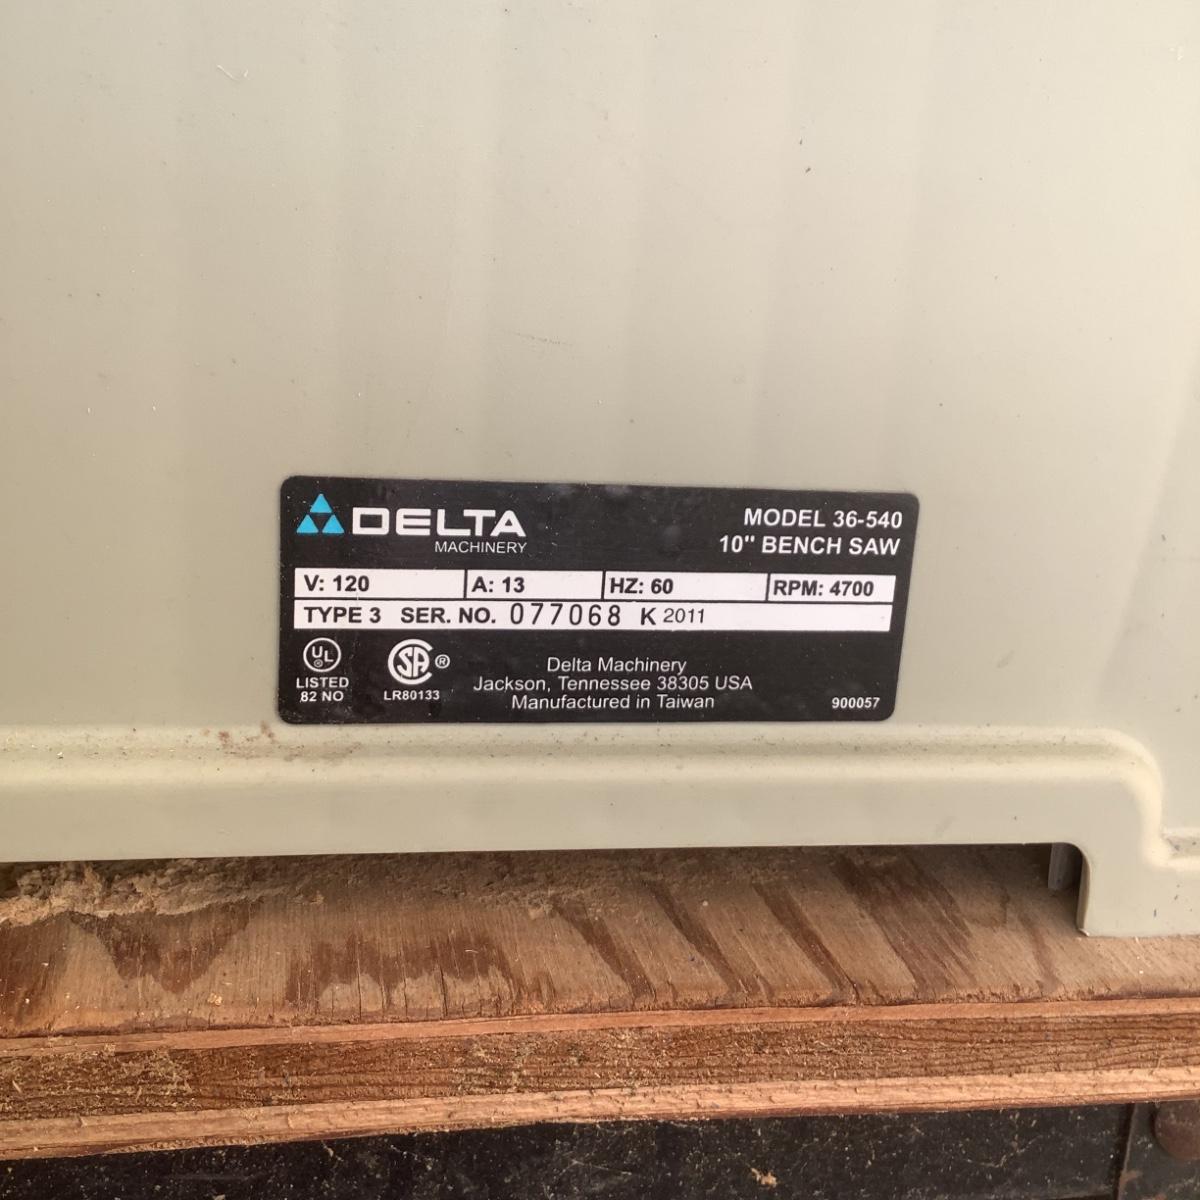 DELTA
MACHINERY
MODEL 36-540
10" BENCH SAW
V: 120 A: 13 HZ: 60 RPM: 4700
TYPE 3 SER. NO. 077068 K 2011
UL
LISTED
82 NO
SA ®
LR80133
Delta Machinery
Jackson, Tennessee 38305 USA
Manufactured in Taiwan
900057